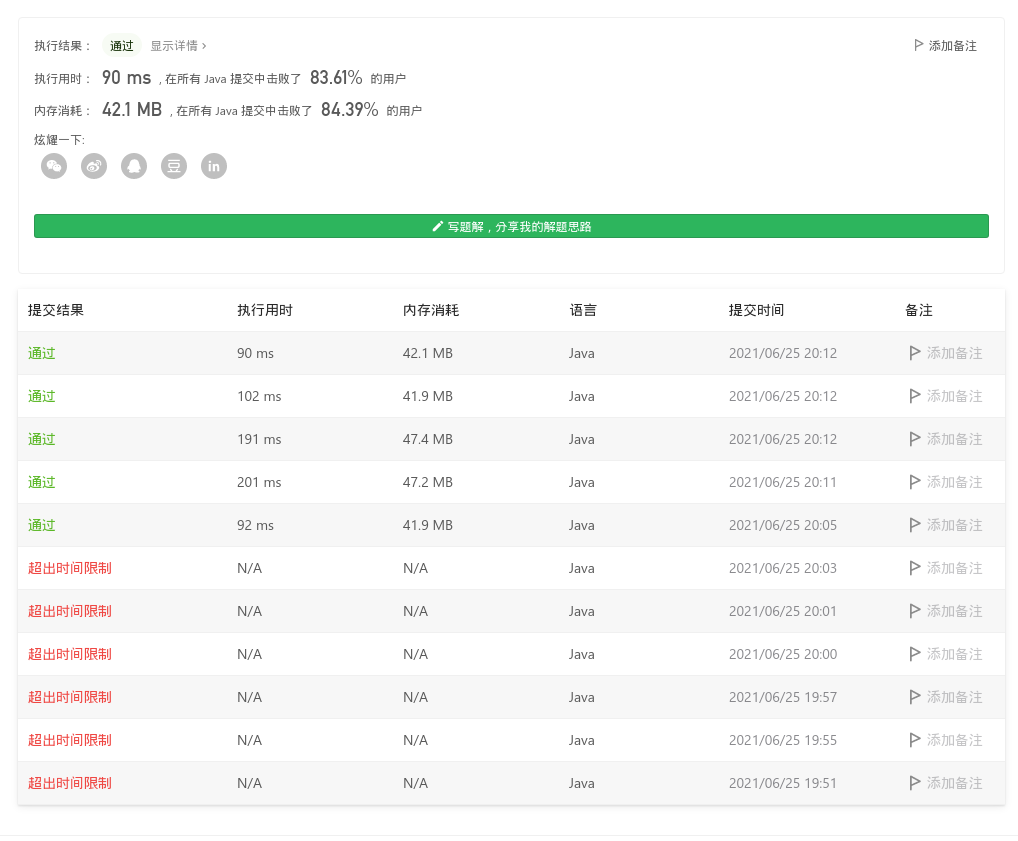 执行结果： 通过 显示详情 › 添加备注
执行用时： 90 ms , 在所有 Java 提交中击败了 83.61% 的用户
内存消耗： 42.1 MB , 在所有 Java 提交中击败了 84.39% 的用户
炫耀一下:
豆 in
写题解，分享我的解题思路
提交结果 执行用时 内存消耗 语言 提交时间 备注
通过 90 ms 42.1 MB Java 2021/06/25 20:12 添加备注
通过 102 ms 41.9 MB Java 2021/06/25 20:12 添加备注
通过 191 ms 47.4 MB Java 2021/06/25 20:12 添加备注
通过 201 ms 47.2 MB Java 2021/06/25 20:11 添加备注
通过 92 ms 41.9 MB Java 2021/06/25 20:05 添加备注
超出时间限制 N/A N/A Java 2021/06/25 20:03 添加备注
超出时间限制 N/A N/A Java 2021/06/25 20:01 添加备注
超出时间限制 N/A N/A Java 2021/06/25 20:00 添加备注
超出时间限制 N/A N/A Java 2021/06/25 19:57 添加备注
超出时间限制 N/A N/A Java 2021/06/25 19:55 添加备注
超出时间限制 N/A N/A Java 2021/06/25 19:51 添加备注